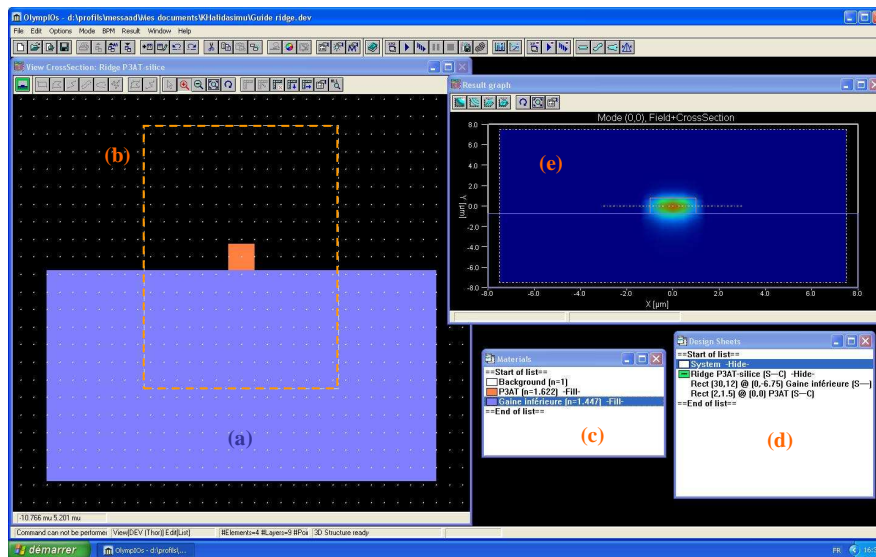 OlympIOs - d:\profils\messaad\Mes documents\KHalidasimu\Guide ridge.dev
File Edit Options Mode BPM Result Window Help
View CrossSection: Ridge P3AT-silice
(b)
(a)
-10.766 mu 5.201 mu
Result graph
Mode (0,0), Field+CrossSection
(e)
8.0
6.0
4.0
2.0
0.0
-2.0
-4.0
-6.0
-8.0
Y [µm]
-8.0 -6.0 -4.0 -2.0 0.0 2.0 4.0 6.0 8.0
X [µm]
Materials
==Start of list==
Background (n=1)
P3AT (n=1.622) -Fill-
Gaine inférieure (n=1.447) -Fill-
==End of list==
(c)
Design Sheets
==Start of list==
System -Hide-
Ridge P3AT-silice (S--C) -Hide-
Rect (30,12) @ (0,-6.75) Gaine inférieure (S--)
Rect (2,1.5) @ (0,0) P3AT (S--C)
==End of list==
(d)
Command can not be performe View|DEV (Thor)| Edit|List| #Elements=4 #Layers=9 #Poi 3D Structure ready
démarrer
OlympIOs - d:\profils\...
FR